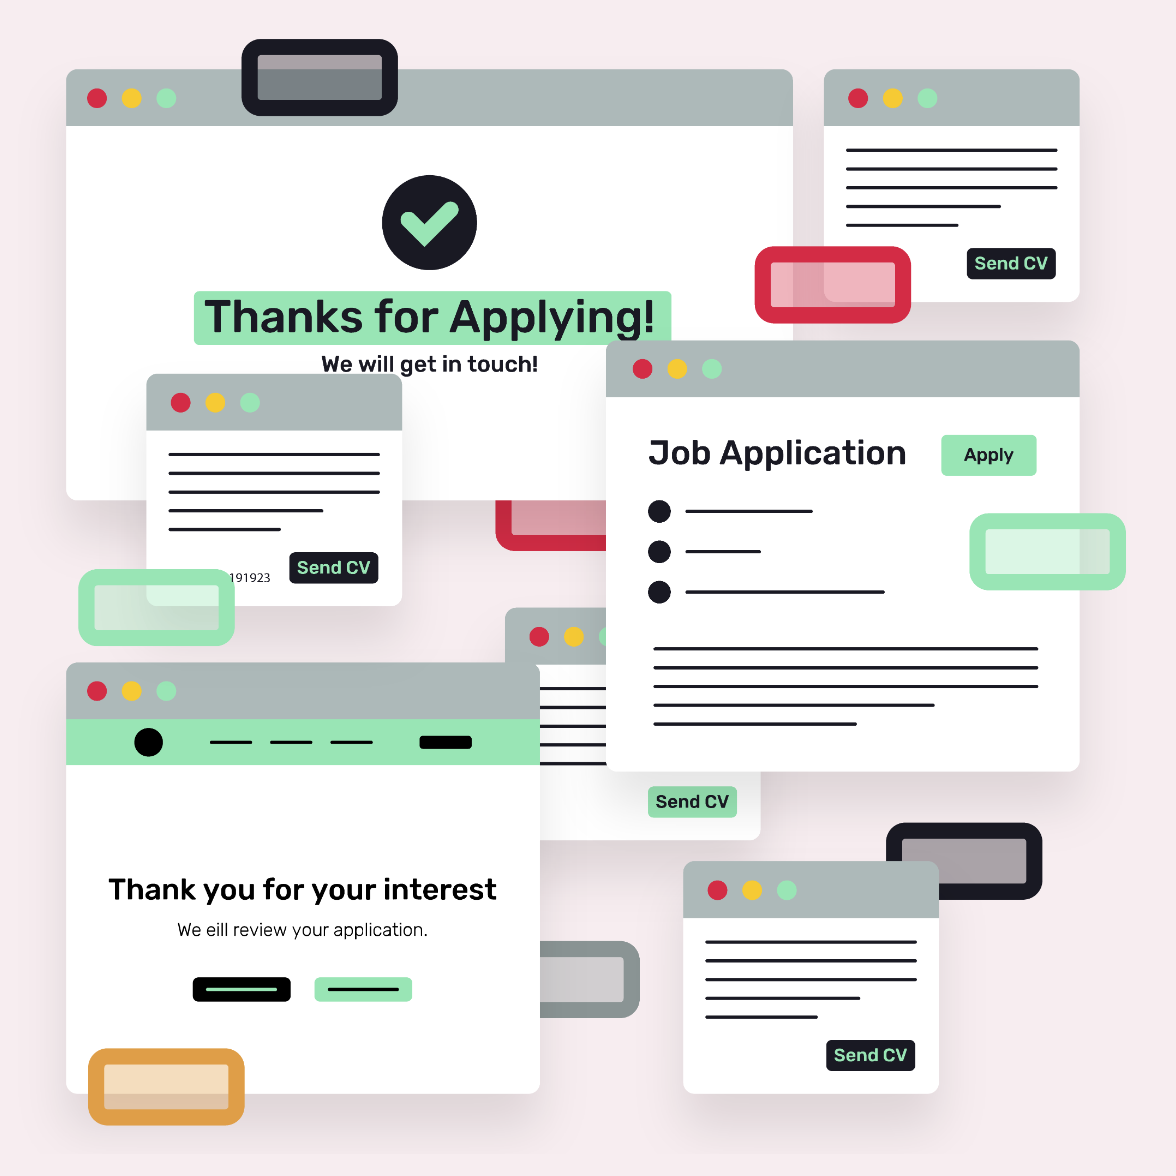 Thanks for Applying!
We will get in touch!
Send CV
Job Application
Apply
191923
Send CV
Send CV
Thank you for your interest
We eill review your application.
Send CV